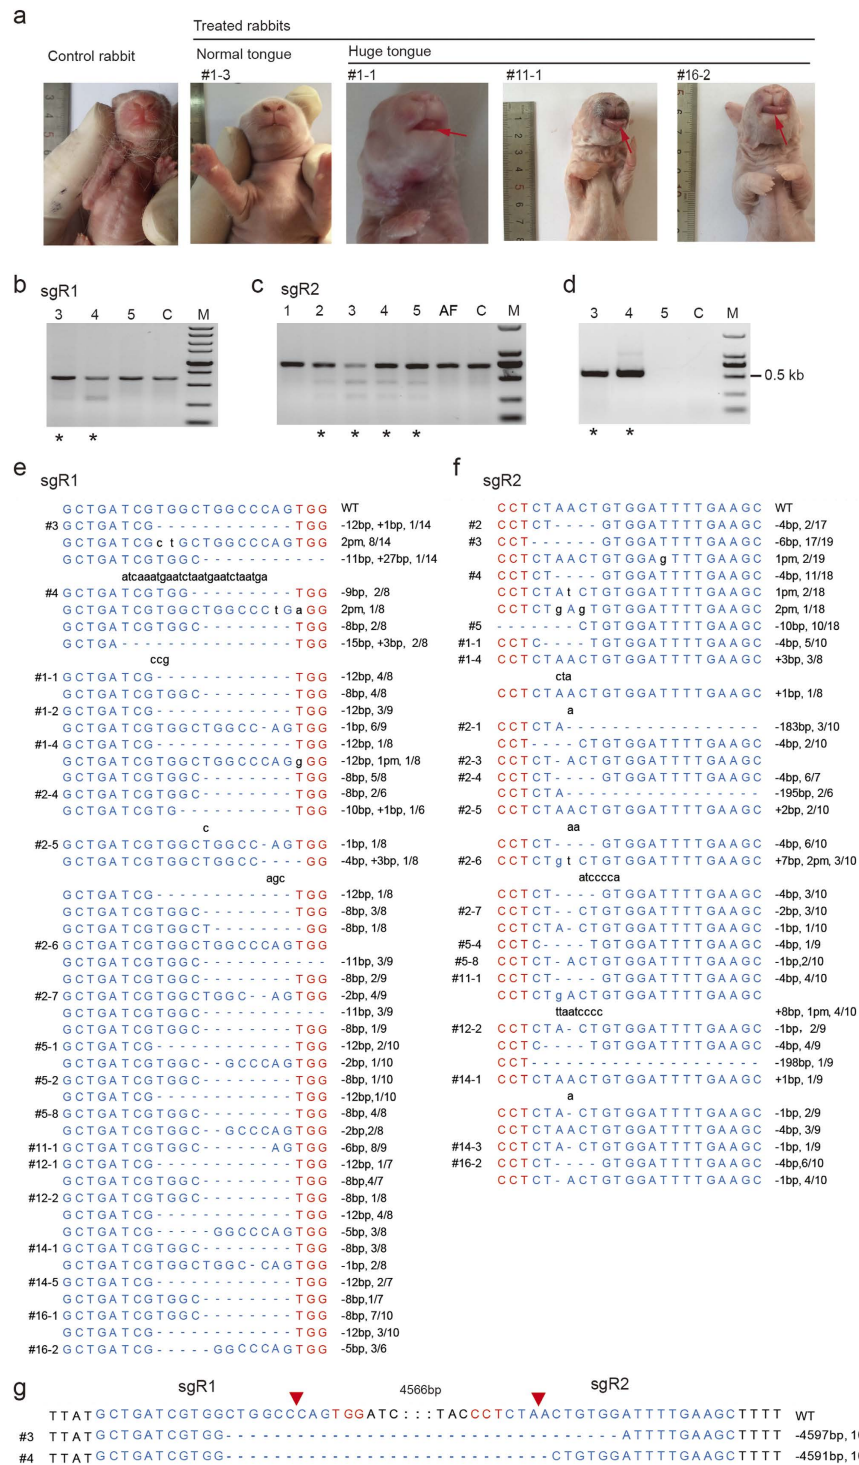 a
Treated rabbits
Control rabbit
Normal tongue
Huge tongue
#1-3
#1-1
#11-1
#16-2
b sgR1
3 4 5 C M
* *
c sgR2
1 2 3 4 5 AF C M
* * * *
d
3 4 5 C M
0.5 kb
* *
e sgR1
GCTGATCGTGGCTGGCCCAGTGG WT
#3 GCTGATCG------------TGG -12bp, +1bp, 1/14
GCTGATCGctGCTGGCCCAGTGG 2pm, 8/14
GCTGATCGTGGC----------- -11bp, +27bp, 1/14
atcaaatgaatctaatgaatctaatga
#4 GCTGATCGTGG---------TGG -9bp, 2/8
GCTGATCGTGGCTGGCCCtGaGG 2pm, 1/8
GCTGATCGTGGC--------TGG -8bp, 2/8
GCTGA---------------TGG -15bp, +3bp, 2/8
ccg
#1-1 GCTGATCG------------TGG -12bp, 4/8
GCTGATCGTGGC--------TGG -8bp, 4/8
#1-2 GCTGATCG------------TGG -12bp, 3/9
GCTGATCGTGGCTGGCC-AGTGG -1bp, 6/9
#1-4 GCTGATCG------------TGG -12bp, 1/8
GCTGATCGTGGCTGGCCCAGgGG -12bp, 1pm, 1/8
GCTGATCGTGGC--------TGG -8bp, 5/8
#2-4 GCTGATCGTGGC--------TGG -8bp, 2/6
GCTGATCGTG----------TGG -10bp, +1bp, 1/6
c
#2-5 GCTGATCGTGGCTGGCC-AGTGG -1bp, 1/8
GCTGATCGTGGCTGGCC----GG -4bp, +3bp, 1/8
agc
GCTGATCG------------TGG -12bp, 1/8
GCTGATCGTGGC--------TGG -8bp, 3/8
GCTGATCGTGGCT--------GG -8bp, 1/8
#2-6 GCTGATCGTGGCTGGCCCAGTGG
GCTGATCGTGGC----------- -11bp, 3/9
GCTGATCGTGGC--------TGG -8bp, 2/9
#2-7 GCTGATCGTGGCTGGC--AGTGG -2bp, 4/9
GCTGATCGTGGC----------- -11bp, 3/9
GCTGATCGTGGC--------TGG -8bp, 1/9
#5-1 GCTGATCG------------TGG -12bp, 2/10
GCTGATCGTGGC--GCCCAGTGG -2bp, 1/10
#5-2 GCTGATCGTGGC--------TGG -8bp, 1/10
GCTGATCG------------TGG -12bp,1/10
#5-8 GCTGATCGTGGC--------TGG -8bp, 4/8
GCTGATCGTGGC--GCCCAGTGG -2bp,2/8
#11-1 GCTGATCGTGGC------AGTGG -6bp, 8/9
#12-1 GCTGATCG------------TGG -12bp, 1/7
GCTGATCGTGGC--------TGG -8bp,4/7
#12-2 GCTGATCGTGGC--------TGG -8bp, 1/8
GCTGATCG------------TGG -12bp, 4/8
GCTGATCG-----GGCCCAGTGG -5bp, 3/8
#14-1 GCTGATCGTGGC--------TGG -8bp, 3/8
GCTGATCGTGGCTGGC-CAGTGG -1bp, 2/8
#14-5 GCTGATCG------------TGG -12bp, 2/7
GCTGATCGTGGC--------TGG -8bp,1/7
#16-1 GCTGATCGTGGC--------TGG -8bp, 7/10
GCTGATCG------------TGG -12bp, 3/10
#16-2 GCTGATCG-----GGCCCAGTGG -5bp, 3/6
f sgR2
CCTCTAACTGTGGATTTTGAAGC WT
#2 CCTCT----GTGGATTTTGAAGC -4bp, 2/17
#3 CCT------GTGGATTTTGAAGC -6bp, 17/19
CCTCTAACTGTGGAgTTTGAAGC 1pm, 2/19
#4 CCTCT----GTGGATTTTGAAGC -4bp, 11/18
CCTCTAtCTGTGGATTTTGAAGC 1pm, 2/18
CCTCTgAgTGTGGATTTTGAAGC 2pm, 1/18
#5 -------CTGTGGATTTTGAAGC -10bp, 10/18
#1-1 CCTC----TGTGGATTTTGAAGC -4bp, 5/10
#1-4 CCTCTAACTGTGGATTTTGAAGC +3bp, 3/8
cta
CCTCTAACTGTGGATTTTGAAGC +1bp, 1/8
a
#2-1 CCTCTA----------------- -183bp, 3/10
CCT----CTGTGGATTTTGAAGC -4bp, 2/10
#2-3 CCTCT-ACTGTGGATTTTGAAGC
#2-4 CCTCT----GTGGATTTTGAAGC -4bp, 6/7
CCTCTA----------------- -195bp, 2/6
#2-5 CCTCTAACTGTGGATTTTGAAGC +2bp, 2/10
aa
CCTCT----GTGGATTTTGAAGC -4bp, 6/10
#2-6 CCTCTgtCTGTGGATTTTGAAGC +7bp, 2pm, 3/10
atcccca
CCTCT----GTGGATTTTGAAGC -4bp, 3/10
#2-7 CCTCT--CTGTGGATTTTGAAGC -2bp, 3/10
CCTCTA-CTGTGGATTTTGAAGC -1bp, 1/10
#5-4 CCTC----TGTGGATTTTGAAGC -4bp, 1/9
#5-8 CCTCT-ACTGTGGATTTTGAAGC -1bp,2/10
#11-1 CCTCT----GTGGATTTTGAAGC -4bp, 4/10
CCTCTgACTGTGGATTTTGAAGC
ttaatcccc +8bp, 1pm, 4/10
#12-2 CCTCTA-CTGTGGATTTTGAAGC -1bp, 2/9
CCTC----TGTGGATTTTGAAGC -4bp, 4/9
CCT-------------------- -198bp, 1/9
#14-1 CCTCTAACTGTGGATTTTGAAGC +1bp, 1/9
a
CCTCTA-CTGTGGATTTTGAAGC -1bp, 2/9
CCTCTAACTGTGGATTTTGAAGC -4bp, 3/9
#14-3 CCTCTA-CTGTGGATTTTGAAGC -1bp, 1/9
#16-2 CCTCT----GTGGATTTTGAAGC -4bp,6/10
CCTCT-ACTGTGGATTTTGAAGC -1bp, 4/10
g sgR1 4566bp sgR2
TTATGCTGATCGTGGCTGGCCCAGTGGATC::::TACCCTCTAACTGTGGATTTTGAAGCTTTT WT
#3 TTATGCTGATCGTGG----------------------------------ATTTTGAAGCTTTT -4597bp, 1
#4 TTATGCTGATCGTGG----------------------------CTGTGGATTTTGAAGCTTTT -4591bp, 1